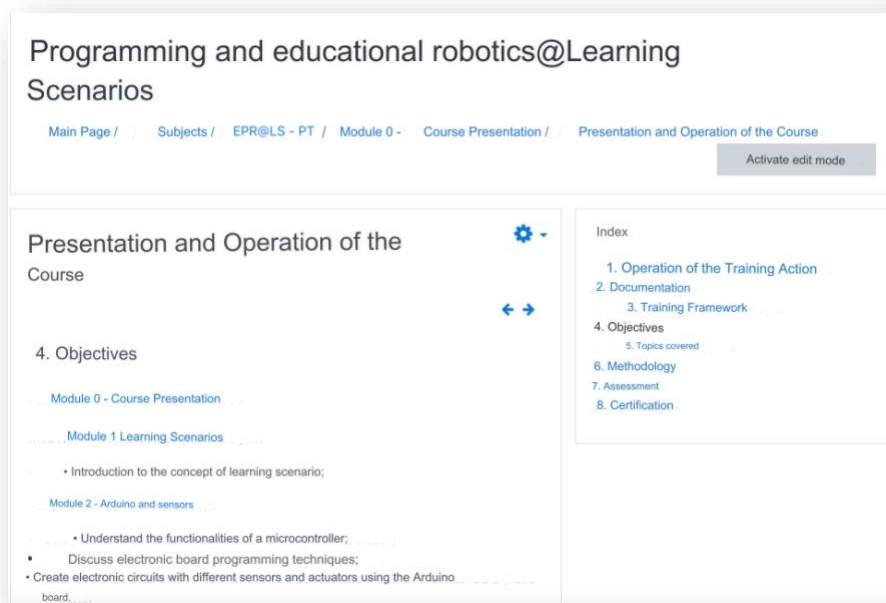 Programming and educational robotics@Learning
Scenarios
Main Page / Subjects / EPR@LS - PT / Module 0 - Course Presentation / Presentation and Operation of the Course
Activate edit mode
Presentation and Operation of the
Course
4. Objectives
Module 0 - Course Presentation
Module 1 Learning Scenarios
• Introduction to the concept of learning scenario;
Module 2 - Arduino and sensors
• Understand the functionalities of a microcontroller;
• Discuss electronic board programming techniques;
• Create electronic circuits with different sensors and actuators using the Arduino
board.
Index
1. Operation of the Training Action
2. Documentation
3. Training Framework
4. Objectives
5. Topics covered
6. Methodology
7. Assessment
8. Certification